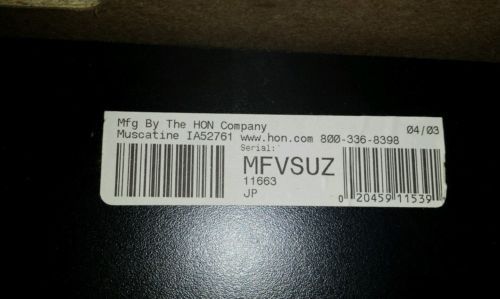 Mfg By The HON Company 04/03
Muscatine IA52761 www.hon.com 800-336-8398
Serial:
MFVSUZ
11663
JP
0 20459 11539